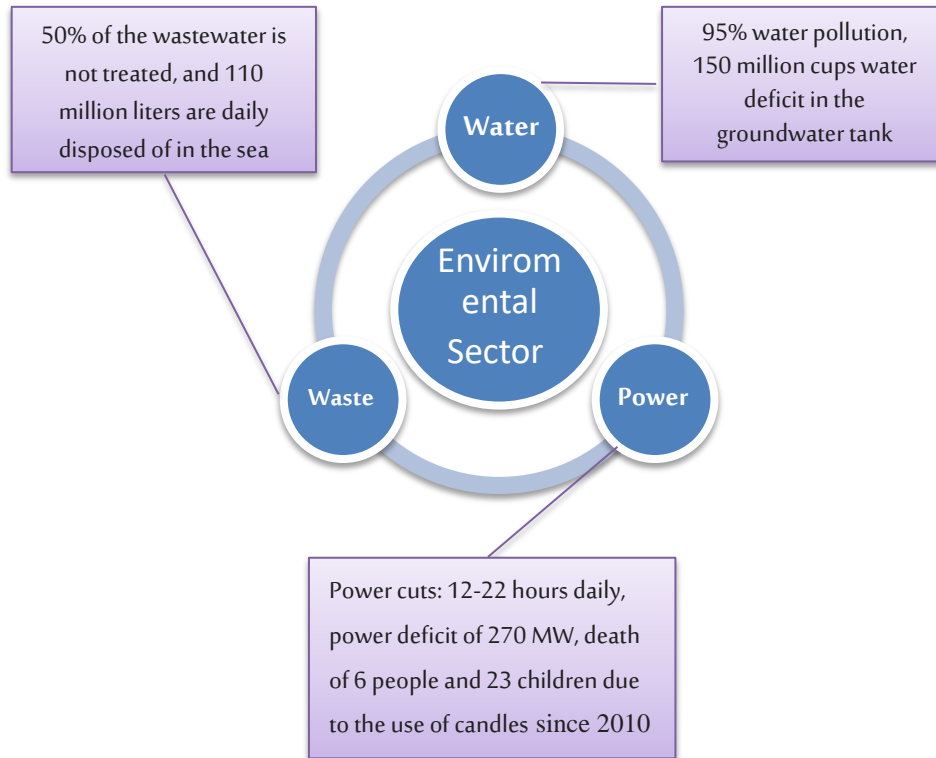 50% of the wastewater is
not treated, and 110
million liters are daily
disposed of in the sea
95% water pollution,
150 million cups water
deficit in the
groundwater tank
Water
Envirom
ental
Sector
Waste
Power
Power cuts: 12-22 hours daily,
power deficit of 270 MW, death
of 6 people and 23 children due
to the use of candles since 2010